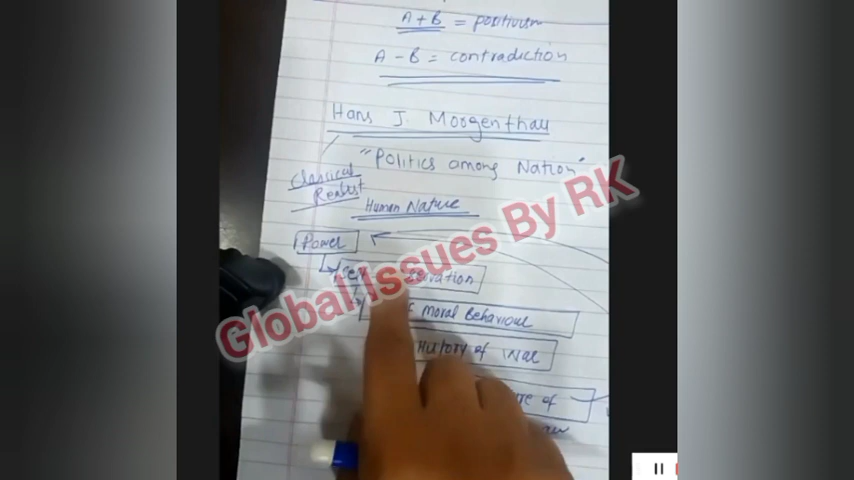 A + B = positivism
A - B = contradiction
Hans J. Morgenthau
"Politics among Nation"
Classical
Realist
Human Nature
Power
Moral Behaviour
History of War
of
Global Issues By RK